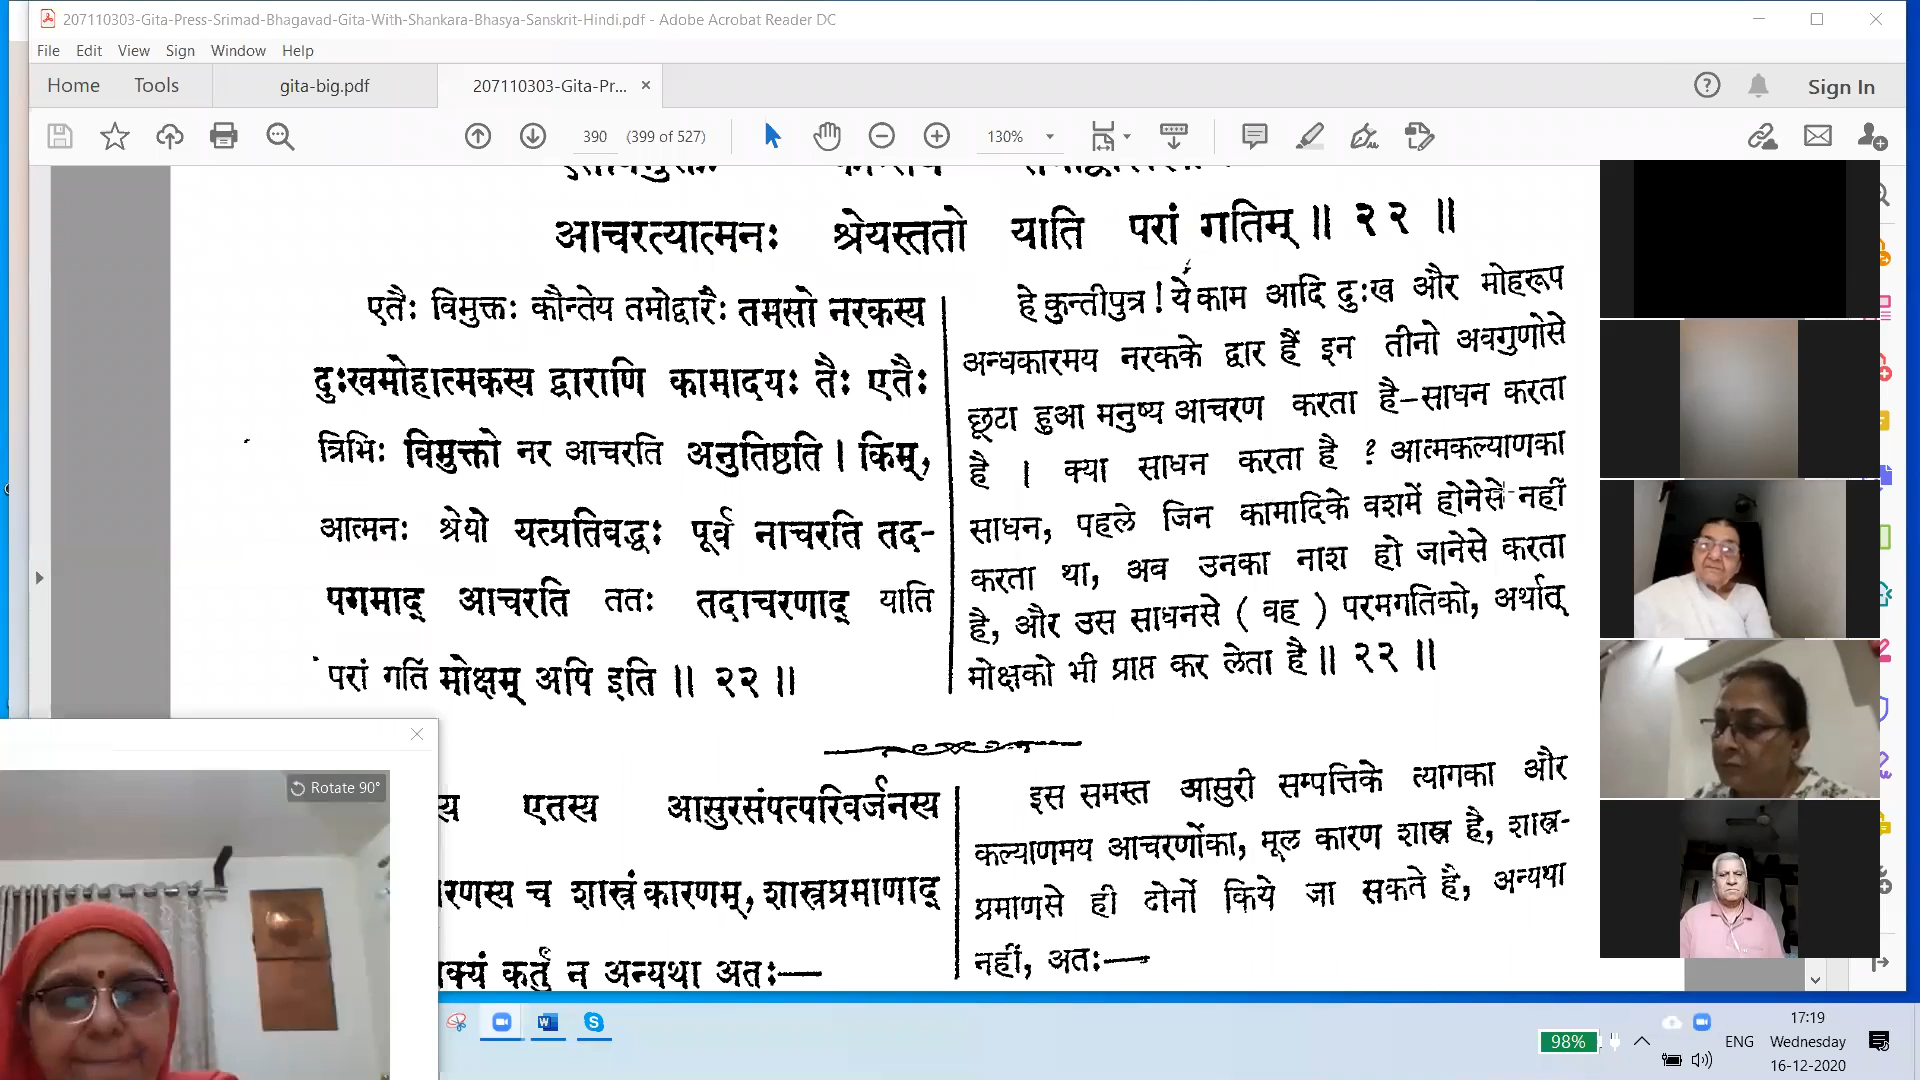 207110303-Gita-Press-Srimad-Bhagavad-Gita-With-Shankara-Bhasya-Sanskrit-Hindi.pdf - Adobe Acrobat Reader DC
File Edit View Sign Window Help
Home Tools gita-big.pdf 207110303-Gita-Pr... × Sign In
390 (399 of 527) 130%
आचरत्यात्मनः श्रेयस्ततो याति परां गतिम् ॥ २२ ॥
एतैः विमुक्तः कौन्तेय तमोद्वारैः तमसो नरकस्य
दुःखमोहात्मकस्य द्वाराणि कामादयः तैः एतैः
त्रिभिः विमुक्तो नर आचरति अनुतिष्ठति । किम्,
आत्मनः श्रेयो यत्प्रतिबद्धः पूर्वं नाचरति तद-
पगमाद् आचरति ततः तदाचरणाद् याति
परां गतिं मोक्षम् अपि इति ॥ २२ ॥
हे कुन्तीपुत्र ! ये काम आदि दुःख और मोहरूप
अन्धकारमय नरकके द्वार हैं इन तीनो अवगुणोसे
छूटा हुआ मनुष्य आचरण करता है–साधन करता
है । क्या साधन करता है ? आत्मकल्याणका
साधन, पहले जिन कामादिके वशमें होनेसे नहीं
करता था, अब उनका नाश हो जानेसे करता
है, और उस साधनसे ( वह ) परमगतिको, अर्थात्
मोक्षको भी प्राप्त कर लेता है ॥ २२ ॥
स्य एतस्य आसुरसंपत्परिवर्जनस्य
रणस्य च शास्त्रं कारणम्, शास्त्रप्रमाणाद्
क्यं कर्तुं न अन्यथा अतः—
इस समस्त आसुरी सम्पत्तिके त्यागका और
कल्याणमय आचरणोंका, मूल कारण शास्त्र है, शास्त्र-
प्रमाणसे ही दोनों किये जा सकते है, अन्यथा
नहीं, अतः—
Rotate 90°
98%
ENG
17:19
Wednesday
16-12-2020